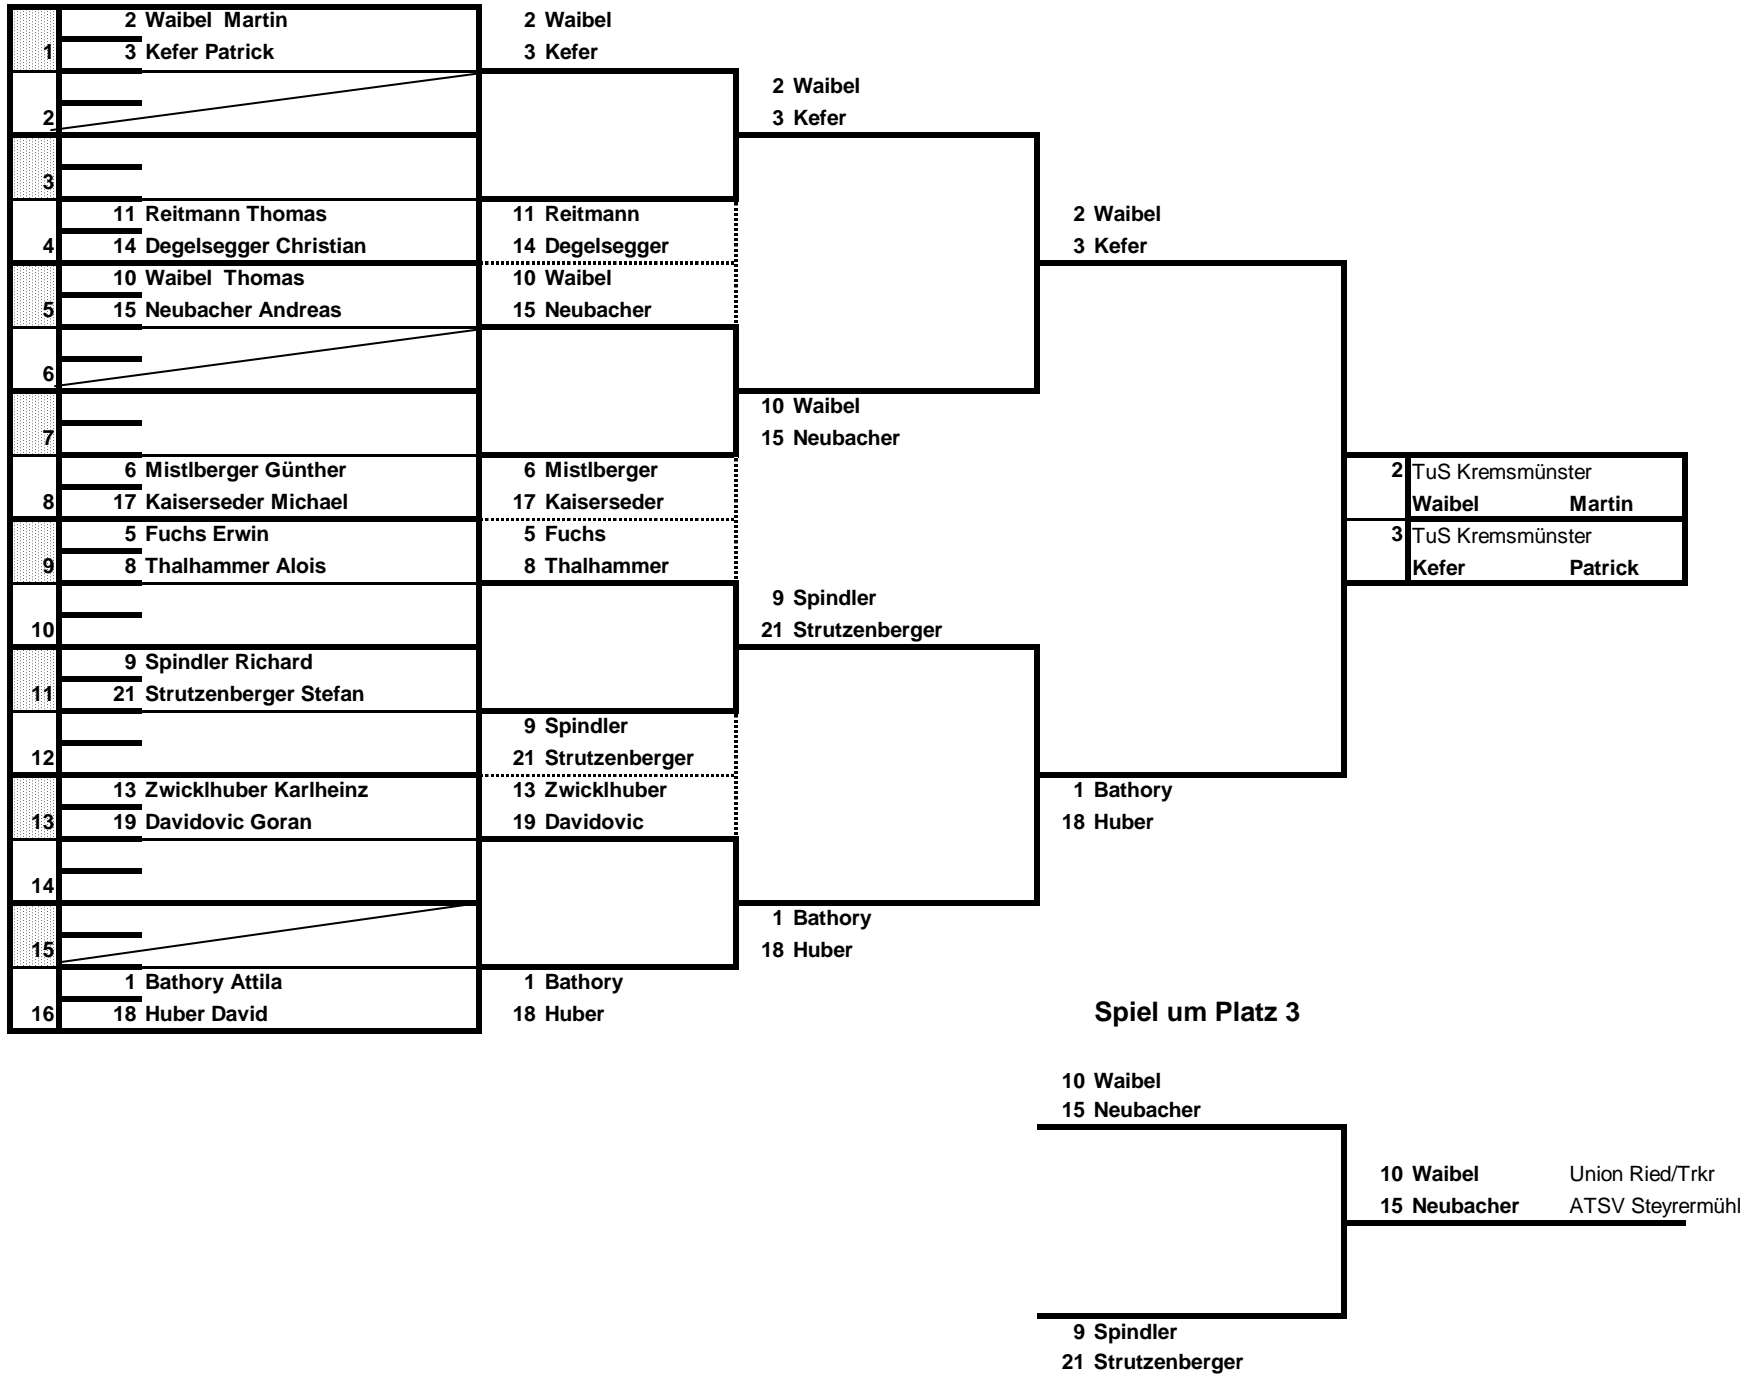 2 Waibel  Martin
1 3 Kefer Patrick
2
3
11 Reitmann Thomas
4 14 Degelsegger Christian
10 Waibel  Thomas
5 15 Neubacher Andreas
6
7
6 Mistlberger Günther
8 17 Kaiserseder Michael
5 Fuchs Erwin
9 8 Thalhammer Alois
10
9 Spindler Richard
11 21 Strutzenberger Stefan
12
13 Zwicklhuber Karlheinz
13 19 Davidovic Goran
14
15
1 Bathory Attila
16 18 Huber David
2 Waibel
3 Kefer
11 Reitmann
14 Degelsegger
10 Waibel
15 Neubacher
6 Mistlberger
17 Kaiserseder
5 Fuchs
8 Thalhammer
9 Spindler
21 Strutzenberger
13 Zwicklhuber
19 Davidovic
1 Bathory
18 Huber
2 Waibel
3 Kefer
10 Waibel
15 Neubacher
9 Spindler
21 Strutzenberger
1 Bathory
18 Huber
2 Waibel
3 Kefer
1 Bathory
18 Huber
2 TuS Kremsmünster
Waibel Martin
3 TuS Kremsmünster
Kefer Patrick
Spiel um Platz 3
10 Waibel
15 Neubacher
9 Spindler
21 Strutzenberger
10 Waibel Union Ried/Trkr
15 Neubacher ATSV Steyrermühl